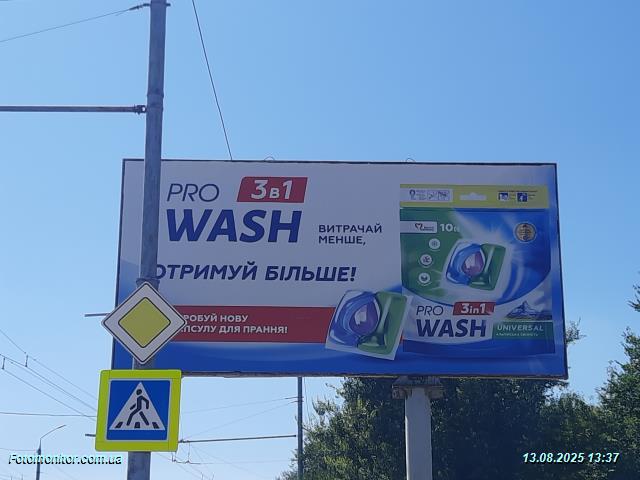 PRO
3в1
WASH
ВИТРАЧАЙ
МЕНШЕ,
ОТРИМУЙ БІЛЬШЕ!
РОБУЙ НОВУ
ПСУЛУ ДЛЯ ПРАННЯ!
10
PRO
3in1
WASH
UNIVERSAL
Fotomonitor.com.ua
13.08.2025 13:37